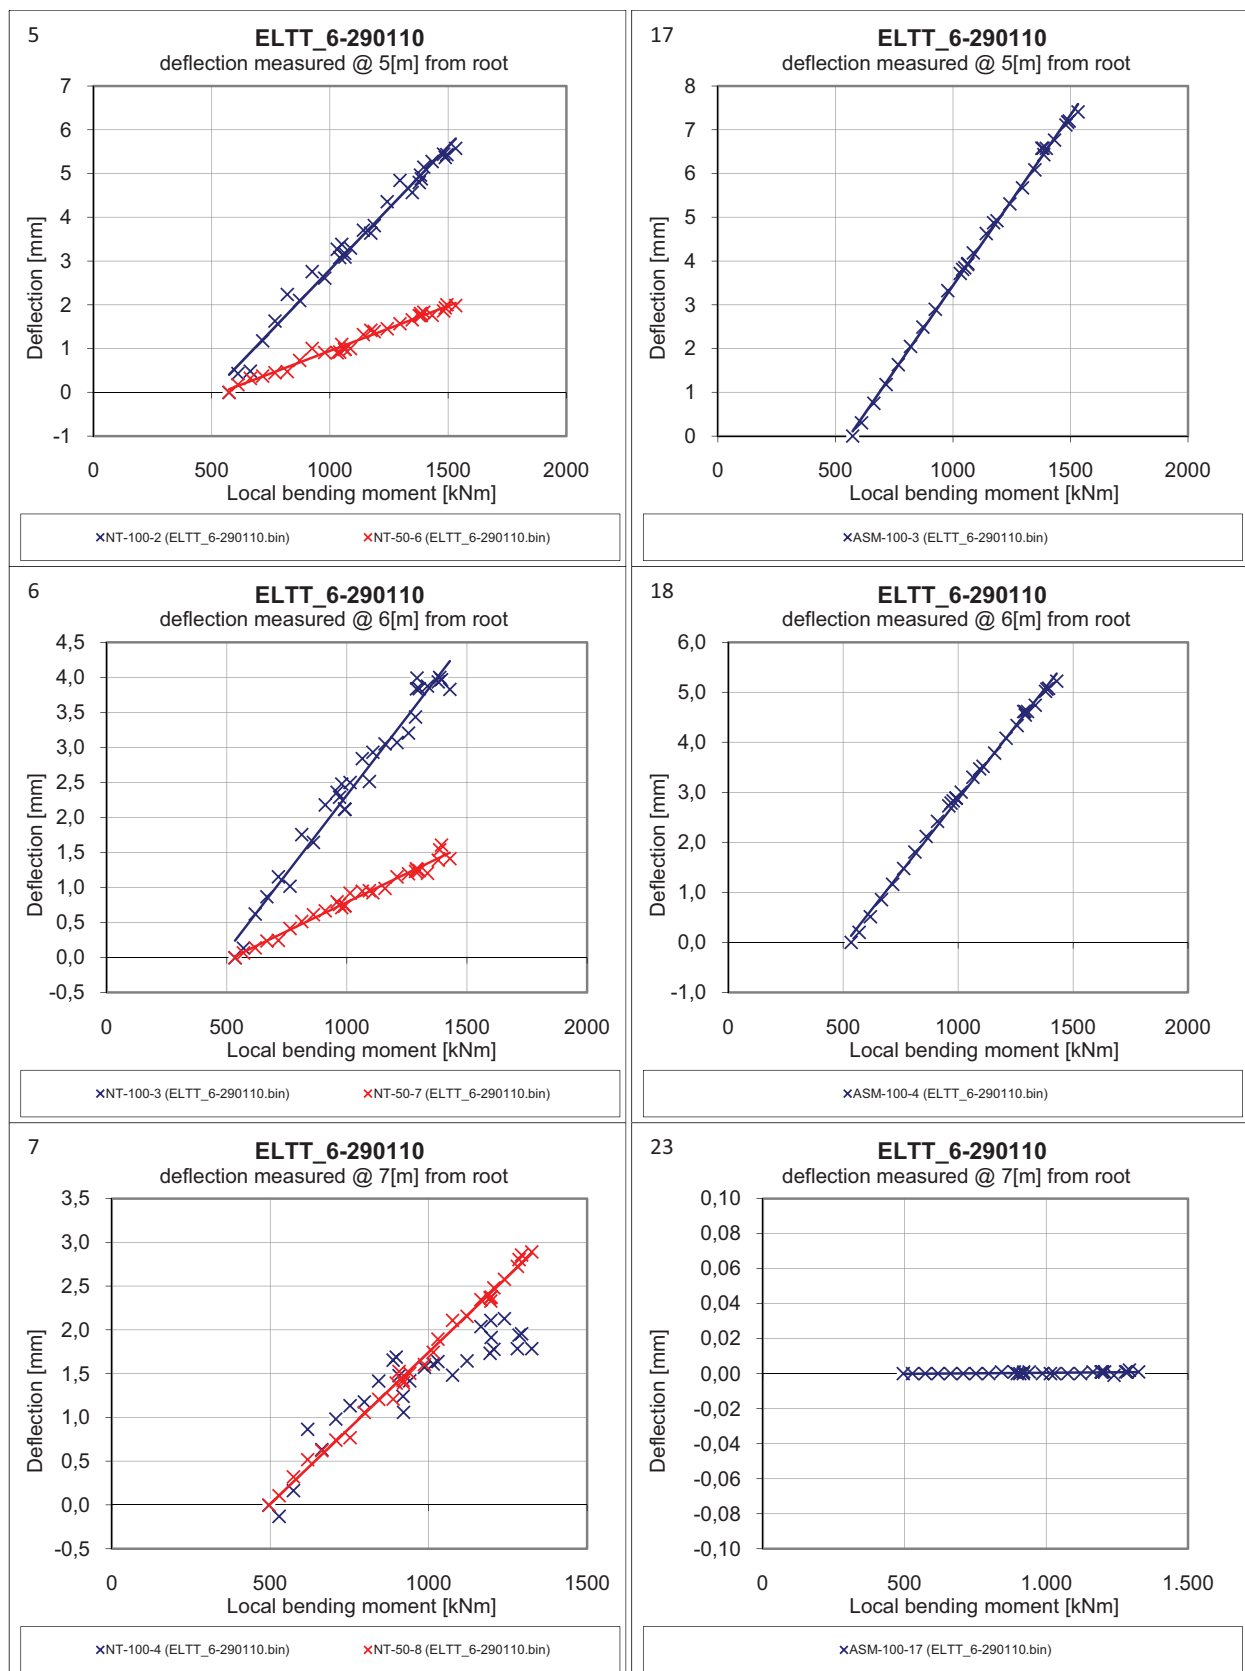 5
ELTT_6-290110
deflection measured @ 5[m] from root
7
6
5
4
3
2
1
0
-1
Deflection [mm]
0 500 1000 1500 2000
Local bending moment [kNm]
×NT-100-2 (ELTT_6-290110.bin) ×NT-50-6 (ELTT_6-290110.bin)
17
ELTT_6-290110
deflection measured @ 5[m] from root
8
7
6
5
4
3
2
1
0
Deflection [mm]
0 500 1000 1500 2000
Local bending moment [kNm]
×ASM-100-3 (ELTT_6-290110.bin)
6
ELTT_6-290110
deflection measured @ 6[m] from root
4,5
4,0
3,5
3,0
2,5
2,0
1,5
1,0
0,5
0,0
-0,5
Deflection [mm]
0 500 1000 1500 2000
Local bending moment [kNm]
×NT-100-3 (ELTT_6-290110.bin) ×NT-50-7 (ELTT_6-290110.bin)
18
ELTT_6-290110
deflection measured @ 6[m] from root
6,0
5,0
4,0
3,0
2,0
1,0
0,0
-1,0
Deflection [mm]
0 500 1000 1500 2000
Local bending moment [kNm]
×ASM-100-4 (ELTT_6-290110.bin)
7
ELTT_6-290110
deflection measured @ 7[m] from root
3,5
3,0
2,5
2,0
1,5
1,0
0,5
0,0
-0,5
Deflection [mm]
0 500 1000 1500
Local bending moment [kNm]
×NT-100-4 (ELTT_6-290110.bin) ×NT-50-8 (ELTT_6-290110.bin)
23
ELTT_6-290110
deflection measured @ 7[m] from root
0,10
0,08
0,06
0,04
0,02
0,00
-0,02
-0,04
-0,06
-0,08
-0,10
Deflection [mm]
0 500 1.000 1.500
Local bending moment [kNm]
×ASM-100-17 (ELTT_6-290110.bin)